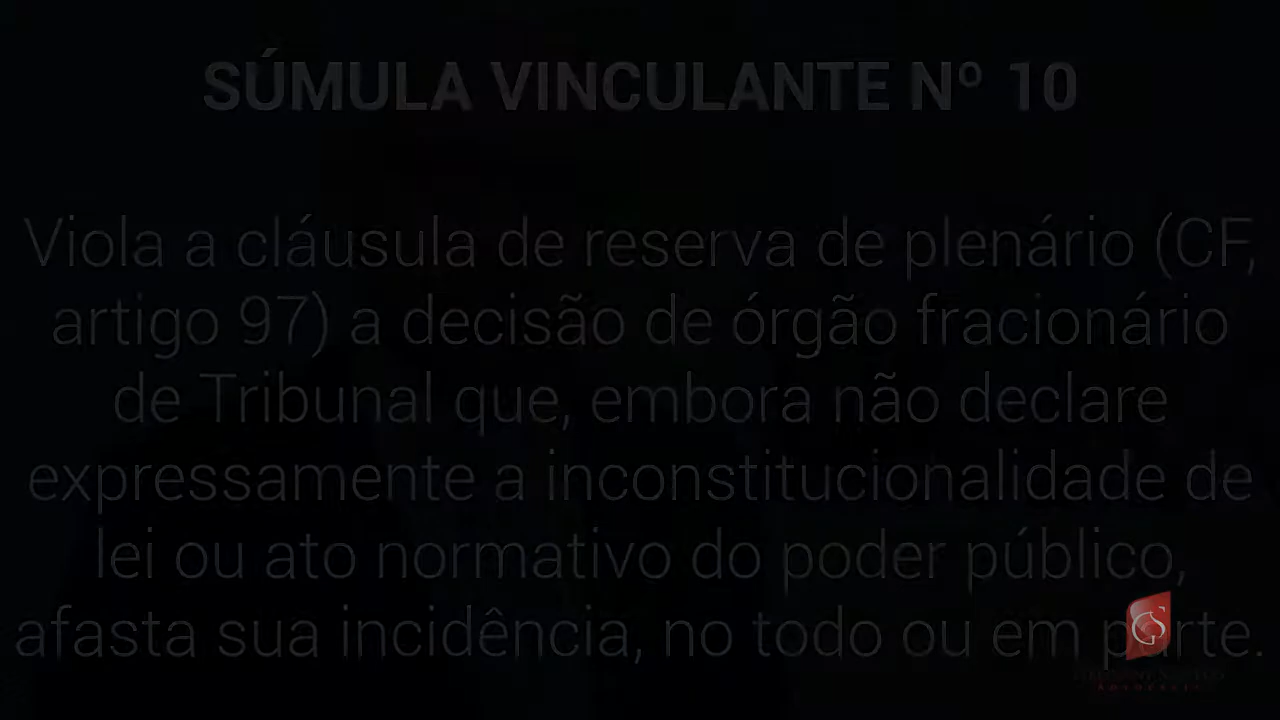 SÚMULA VINCULANTE Nº 10
Viola a cláusula de reserva de plenário (CF,
artigo 97) a decisão de órgão fracionário
de Tribunal que, embora não declare
expressamente a inconstitucionalidade de
lei ou ato normativo do poder público,
afasta sua incidência, no todo ou em parte.